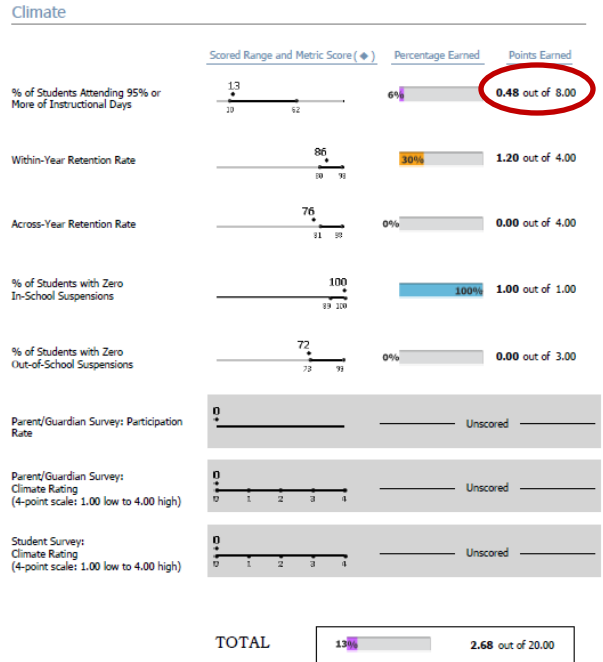 Climate
Scored Range and Metric Score ( ◆ ) Percentage Earned Points Earned
% of Students Attending 95% or
More of Instructional Days
13
10 62
6%
0.48 out of 8.00
Within-Year Retention Rate
86
80 98
30%
1.20 out of 4.00
Across-Year Retention Rate
76
81 98
0%
0.00 out of 4.00
% of Students with Zero
In-School Suspensions
100
89 100
100%
1.00 out of 1.00
% of Students with Zero
Out-of-School Suspensions
72
73 99
0%
0.00 out of 3.00
Parent/Guardian Survey: Participation
Rate
0
Unscored
Parent/Guardian Survey:
Climate Rating
(4-point scale: 1.00 low to 4.00 high)
0
0 1 2 3 4
Unscored
Student Survey:
Climate Rating
(4-point scale: 1.00 low to 4.00 high)
0
0 1 2 3 4
Unscored
TOTAL 13% 2.68 out of 20.00